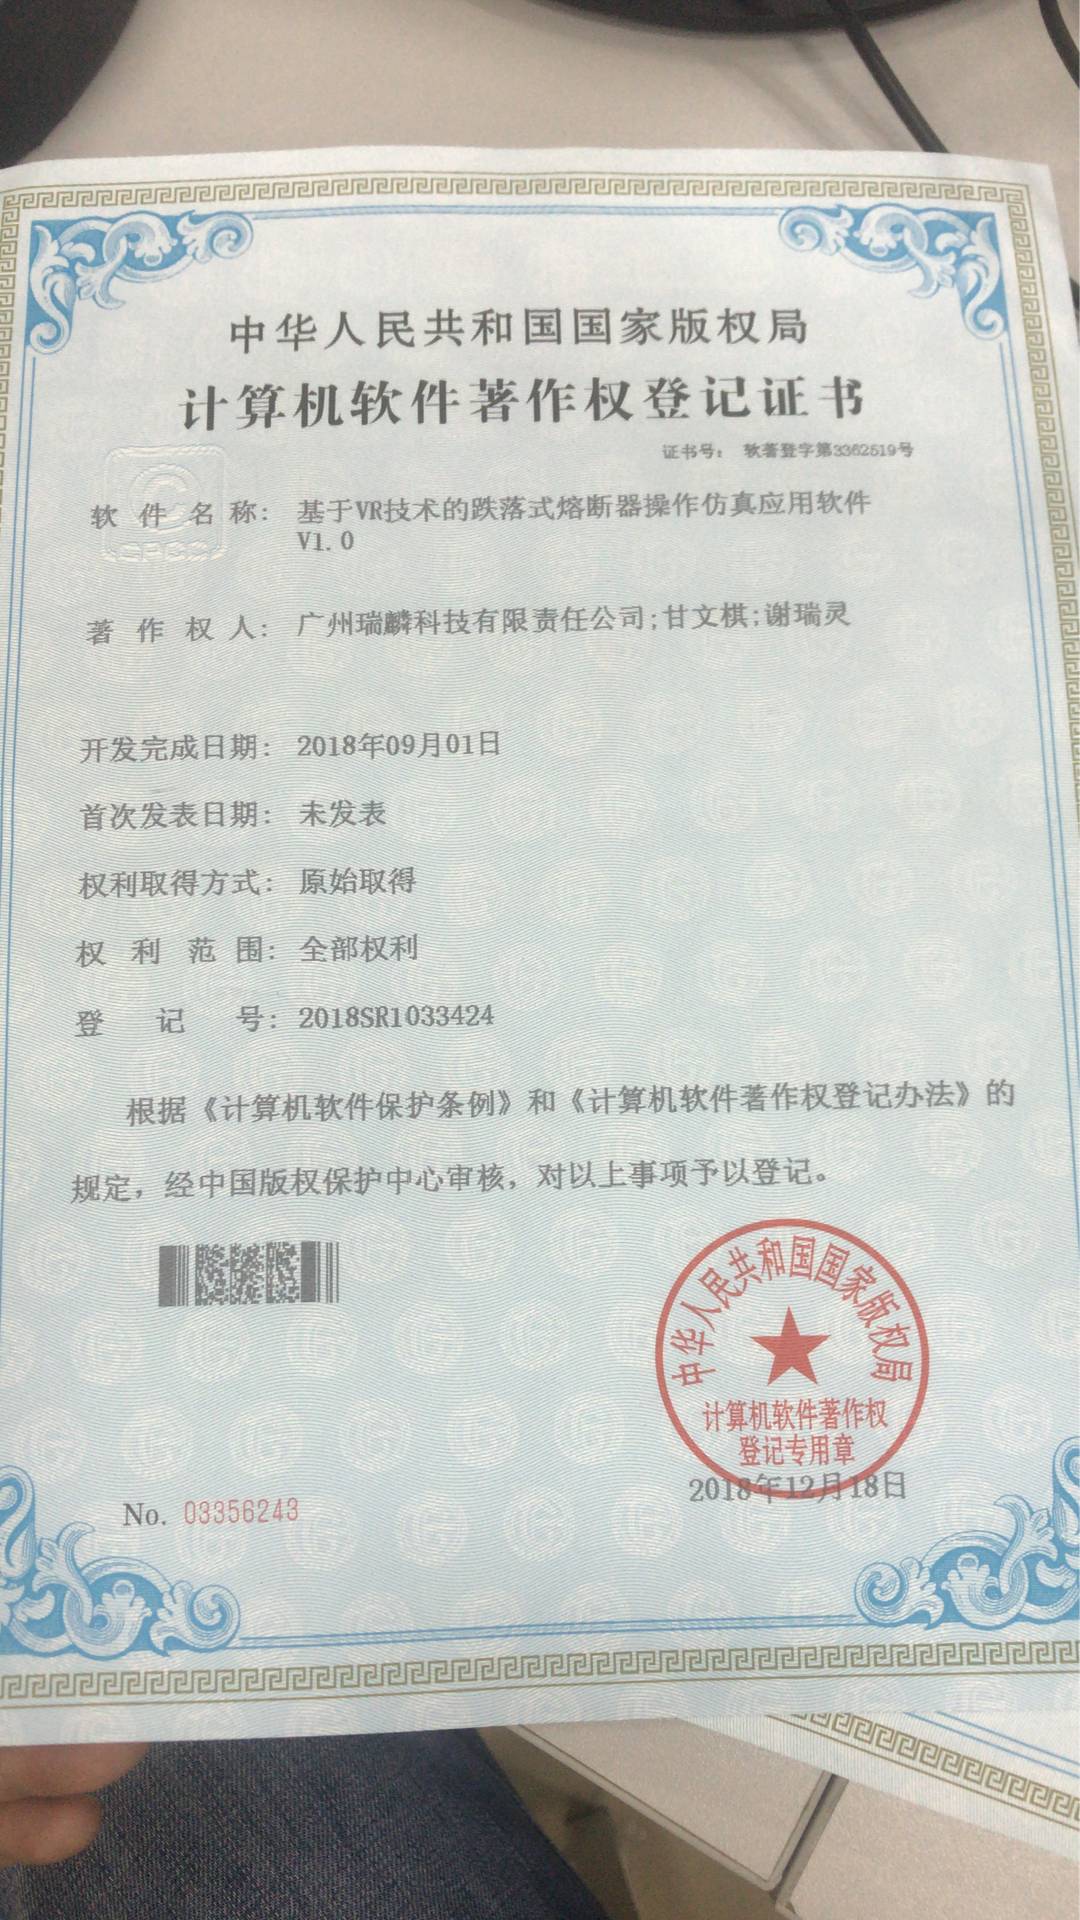 中华人民共和国国家版权局
计算机软件著作权登记证书
证书号： 软著登字第3362519号
软件名称： 基于VR技术的跌落式熔断器操作仿真应用软件
V1.0
著作权人： 广州瑞麟科技有限责任公司;甘文棋;谢瑞灵
开发完成日期： 2018年09月01日
首次发表日期： 未发表
权利取得方式： 原始取得
权利范围： 全部权利
登记号： 2018SR1033424
根据《计算机软件保护条例》和《计算机软件著作权登记办法》的
规定，经中国版权保护中心审核，对以上事项予以登记。
中华人民共和国国家版权局
计算机软件著作权
登记专用章
2018年12月18日
No. 03356243
CPCC